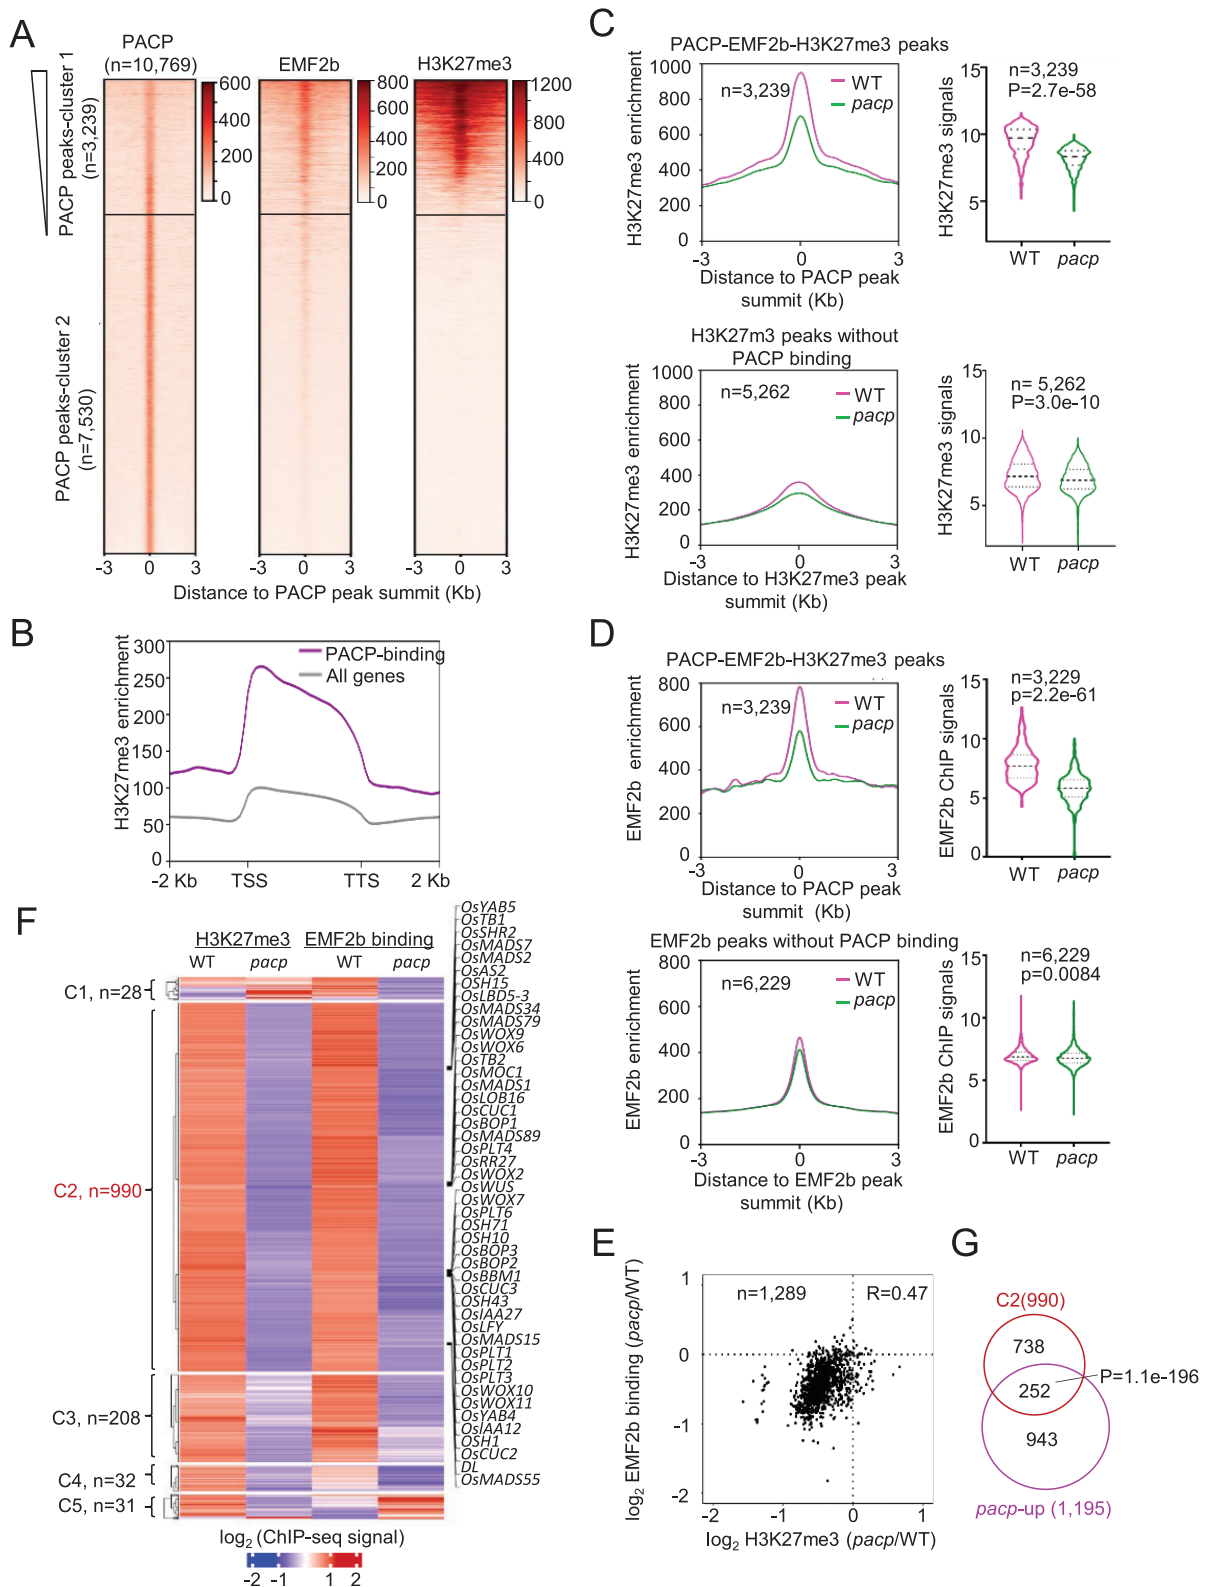 A
PACP
(n=10,769)
EMF2b
H3K27me3
PACP peaks-cluster 1
(n=3,239)
PACP peaks-cluster 2
(n=7,530)
600
400
200
0
800
600
400
200
0
1200
800
400
0
-3 0 3
-3 0 3
-3 0 3
Distance to PACP peak summit (Kb)
B
H3K27me3 enrichment
300
250
200
150
100
50
0
PACP-binding
All genes
-2 Kb TSS TTS 2 Kb
C
PACP-EMF2b-H3K27me3 peaks
H3K27me3 enrichment
1000
800
600
400
200
0
n=3,239
WT
pacp
-3 0 3
Distance to PACP peak
summit (Kb)
H3K27me3 signals
15
10
5
n=3,239
P=2.7e-58
WT pacp
H3K27m3 peaks without
PACP binding
H3K27me3 enrichment
1000
800
600
400
200
0
n=5,262
WT
pacp
-3 0 3
Distance to H3K27me3 peak
summit (Kb)
H3K27me3 signals
15
10
5
n= 5,262
P=3.0e-10
WT pacp
D
PACP-EMF2b-H3K27me3 peaks
EMF2b enrichment
800
600
400
200
0
n=3,239
WT
pacp
-3 0 3
Distance to PACP peak
summit (Kb)
EMF2b ChIP signals
15
10
5
0
n=3,229
p=2.2e-61
WT pacp
EMF2b peaks without PACP binding
EMF2b enrichment
800
600
400
200
0
n=6,229
WT
pacp
-3 0 3
Distance to EMF2b peak
summit (Kb)
EMF2b ChIP signals
15
10
5
0
n=6,229
p=0.0084
WT pacp
E
log2 EMF2b binding (pacp/WT)
1
0
-1
-2
n=1,289
R=0.47
-2 -1 0 1
log2 H3K27me3 (pacp/WT)
F
H3K27me3 EMF2b binding
WT pacp WT pacp
C1, n=28
C2, n=990
C3, n=208
C4, n=32
C5, n=31
OsYAB5
OsTB1
OsSHR2
OsMADS7
OsMADS2
OsAS2
OSH15
OsLBD5-3
OsMADS34
OsMADS79
OsWOX9
OsWOX6
OsTB2
OsMOC1
OsMADS1
OsLOB16
OsCUC1
OsBOP1
OsMADS89
OsPLT4
OsRR27
OsWOX2
OsWUS
OsWOX7
OsPLT6
OSH71
OSH10
OsBOP3
OsBOP2
OsBBM1
OsCUC3
OSH43
OsIAA27
OsLFY
OsMADS15
OsPLT1
OsPLT2
OsPLT3
OsWOX10
OsWOX11
OsYAB4
OsIAA12
OSH1
OsCUC2
DL
OsMADS55
log2 (ChIP-seq signal)
-2 -1 1 2
G
C2(990)
738
252
P=1.1e-196
943
pacp-up (1,195)